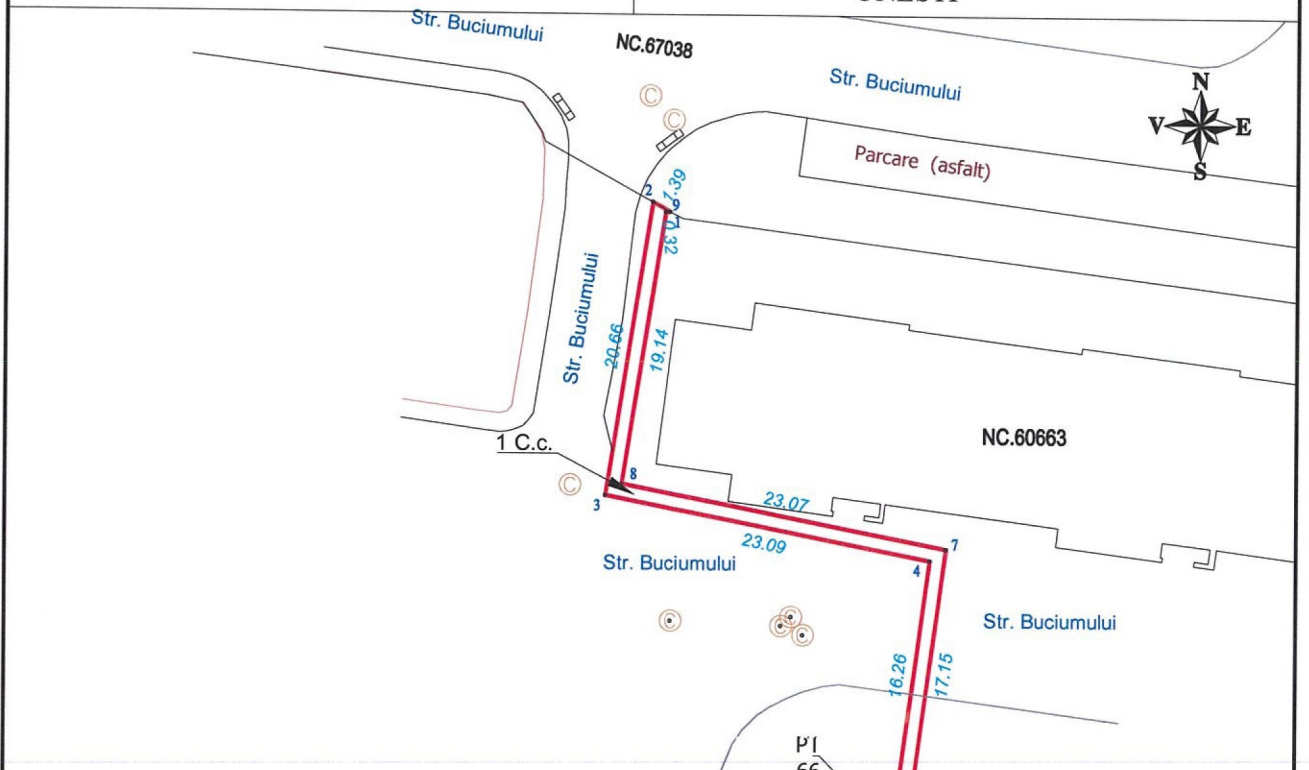 Str. Buciumului
NC.67038
Str. Buciumului
N
V E
S
Parcare (asfalt)
2
1.39
9
1
0.32
Str. Buciumului
20.66
19.14
NC.60663
1 C.c.
8
©
3
23.07
23.09
7
4
Str. Buciumului
Str. Buciumului
© © © ©
16.26
17.15
© ©